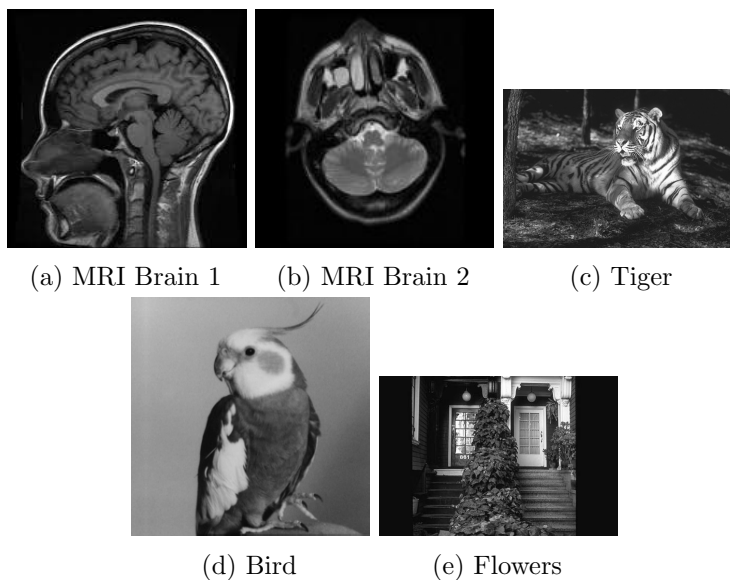 (a) MRI Brain 1
(b) MRI Brain 2
(c) Tiger
(d) Bird
(e) Flowers